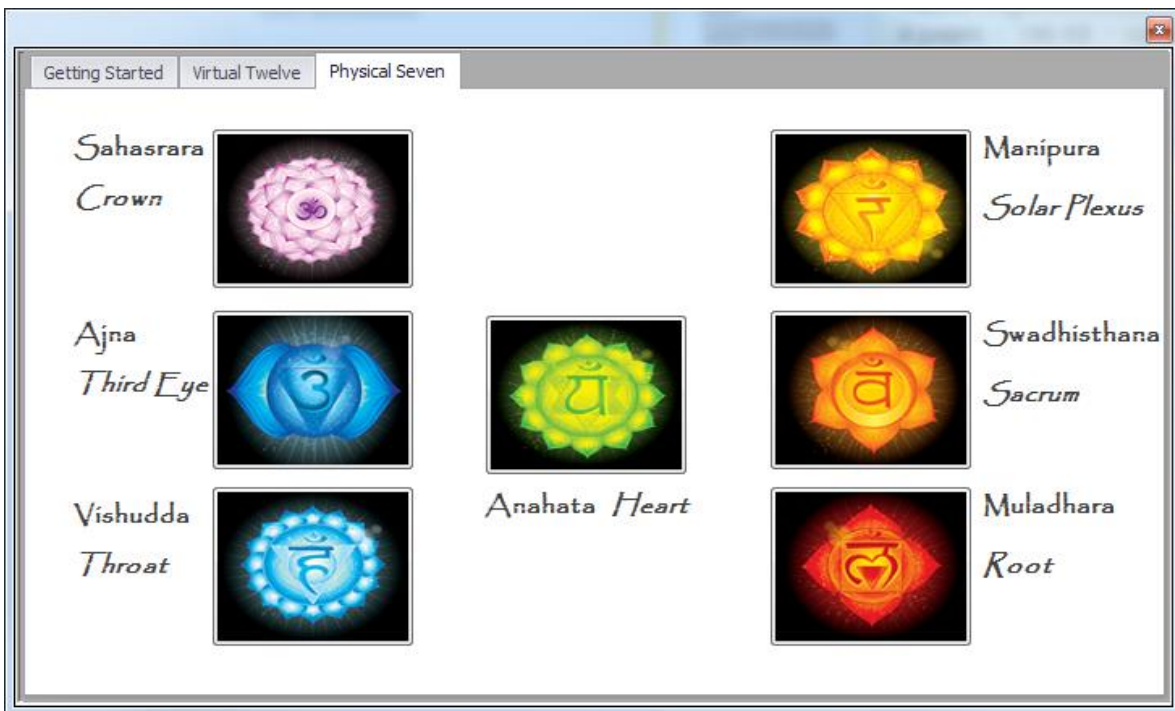 Getting Started
Virtual Twelve
Physical Seven
Sahasrara
Crown
ॐ
Manipura
Solar Plexus
रं
Ajna
Third Eye
ॐ
Anahata Heart
यं
Swadhisthana
Sacrum
वं
Vishudda
Throat
हं
Muladhara
Root
लं